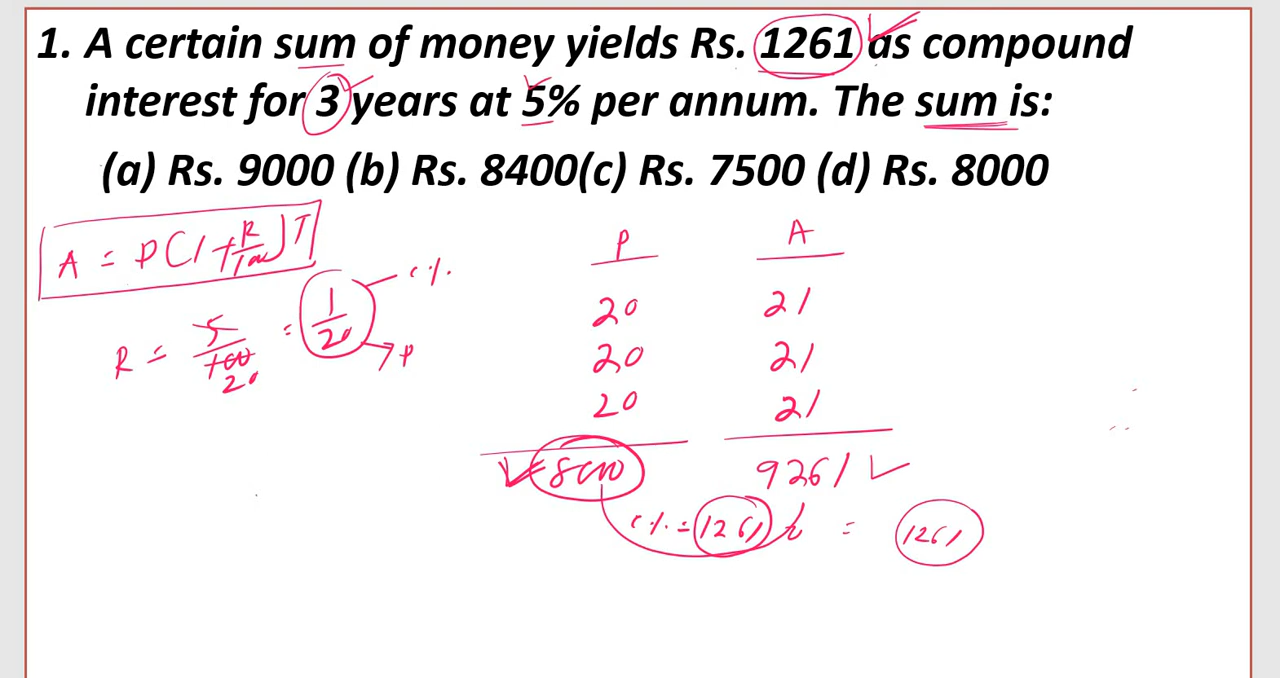 1. A certain sum of money yields Rs. 1261 as compound
interest for 3 years at 5% per annum. The sum is:
(a) Rs. 9000 (b) Rs. 8400(c) Rs. 7500 (d) Rs. 8000
A = P(1+R/100)T
P A
R = 5/100 = 1/20
20
P
20 21
20 21
20 21
8000 9261
= 1261 = 1261